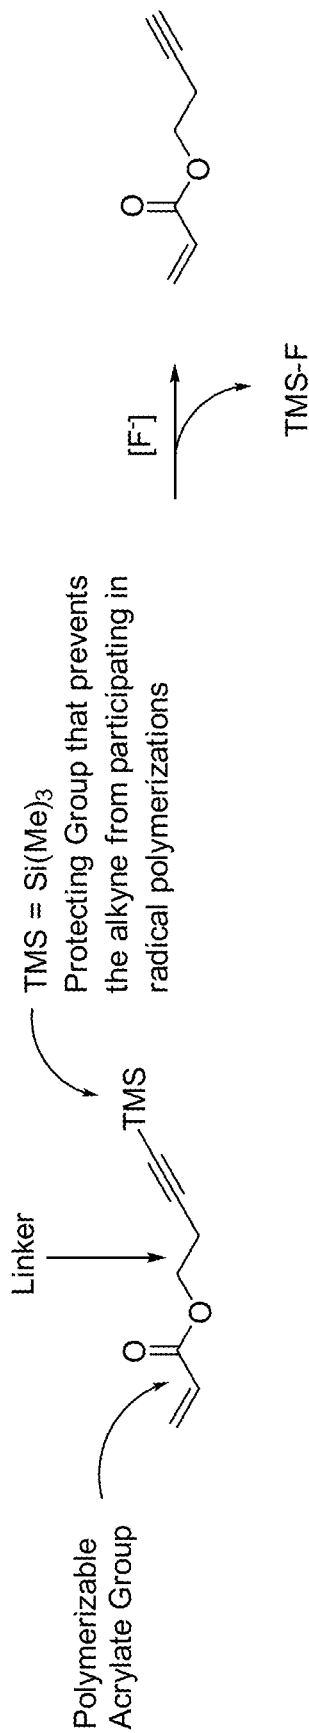 Polymerizable
Acrylate Group
O
O
Linker
TMS
TMS = Si(Me)3
Protecting Group that prevents
the alkyne from participating in
radical polymerizations
[F-]
TMS-F
O
O